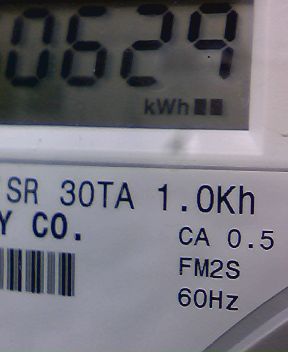 0629
kWh
SR 30TA 1.0Kh
Y CO.
CA 0.5
FM2S
60Hz